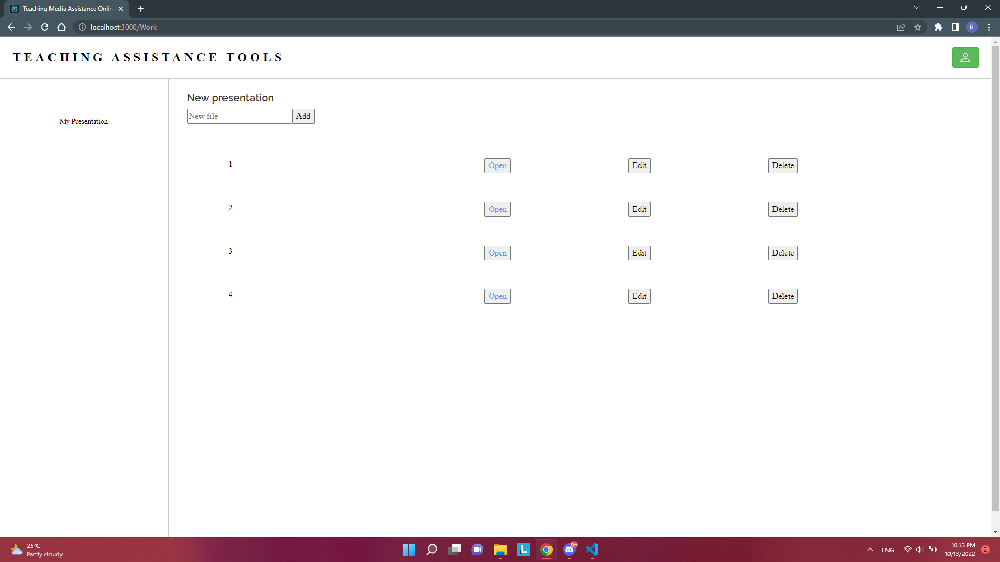 Teaching Media Assistance Onlin
localhost:3000/Work
R
TEACHING ASSISTANCE TOOLS
My Presentation
New presentation
New file Add
1 Open Edit Delete
2 Open Edit Delete
3 Open Edit Delete
4 Open Edit Delete
25°C
Partly cloudy
L
9+
ENG
10:15 PM
10/13/2022
2